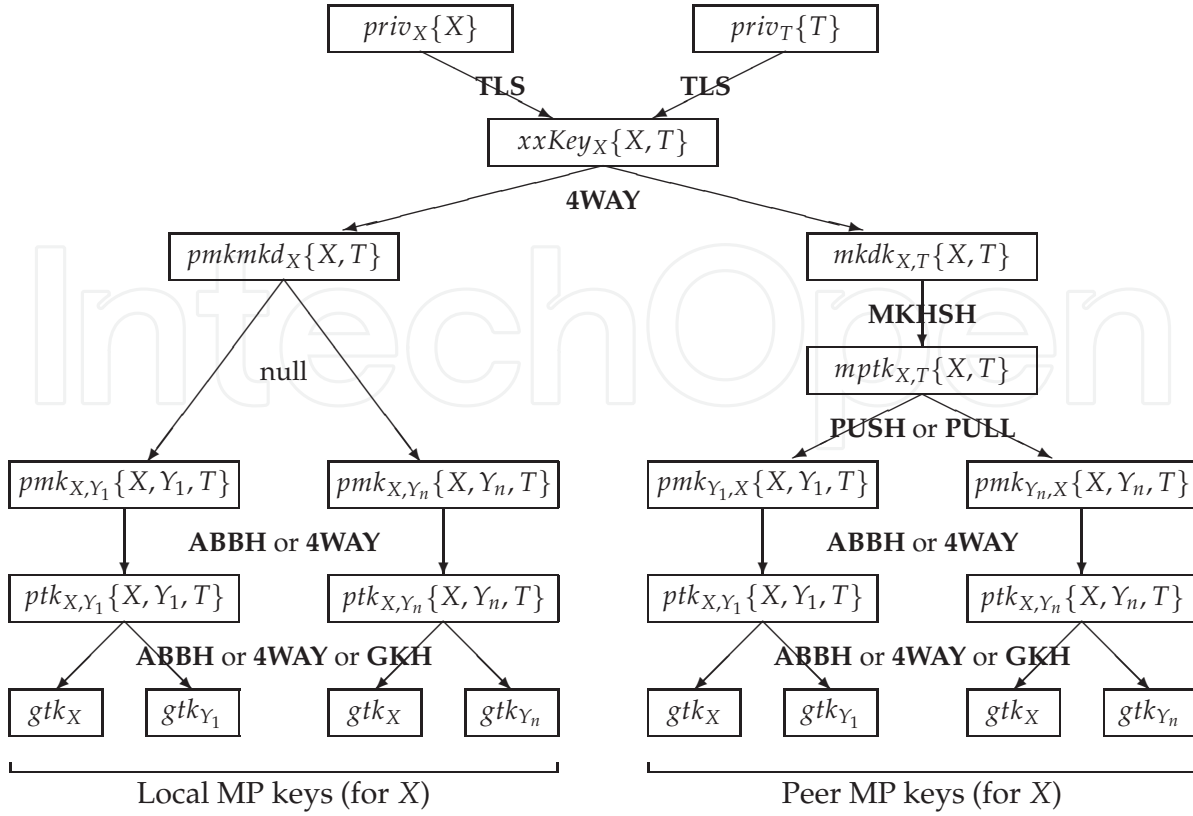 priv_X{X} priv_T{T}
TLS TLS
xxKey_X{X, T}
4WAY
pmkmkd_X{X, T} mkdk_{X,T}{X, T}
MKHSH
null
mptk_{X,T}{X, T}
PUSH or PULL
pmk_{X,Y_1}{X, Y_1, T} pmk_{X,Y_n}{X, Y_n, T} pmk_{Y_1,X}{X, Y_1, T} pmk_{Y_n,X}{X, Y_n, T}
ABBH or 4WAY ABBH or 4WAY
ptk_{X,Y_1}{X, Y_1, T} ptk_{X,Y_n}{X, Y_n, T} ptk_{X,Y_1}{X, Y_1, T} ptk_{X,Y_n}{X, Y_n, T}
ABBH or 4WAY or GKH ABBH or 4WAY or GKH
gtk_X gtk_{Y_1} gtk_X gtk_{Y_n} gtk_X gtk_{Y_1} gtk_X gtk_{Y_n}
Local MP keys (for X) Peer MP keys (for X)
IntechOpen